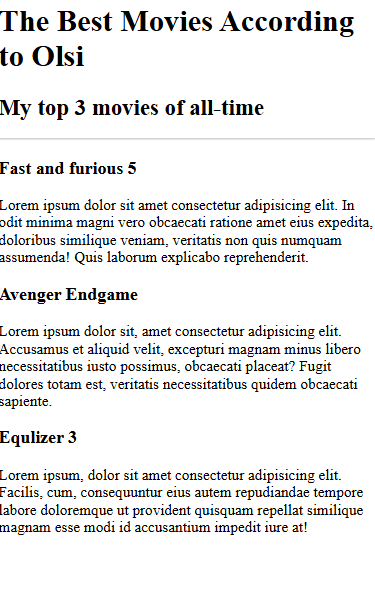 The Best Movies According
to Olsi
My top 3 movies of all-time
Fast and furious 5
Lorem ipsum dolor sit amet consectetur adipisicing elit. In
odit minima magni vero obcaecati ratione amet eius expedita,
doloribus similique veniam, veritatis non quis numquam
assumenda! Quis laborum explicabo reprehenderit.
Avenger Endgame
Lorem ipsum dolor sit, amet consectetur adipisicing elit.
Accusamus et aliquid velit, excepturi magnam minus libero
necessitatibus iusto possimus, obcaecati placeat? Fugit
dolores totam est, veritatis necessitatibus quidem obcaecati
sapiente.
Equlizer 3
Lorem ipsum, dolor sit amet consectetur adipisicing elit.
Facilis, cum, consequuntur eius autem repudiandae tempore
labore doloremque ut provident quisquam repellat similique
magnam esse modi id accusantium impedit iure at!